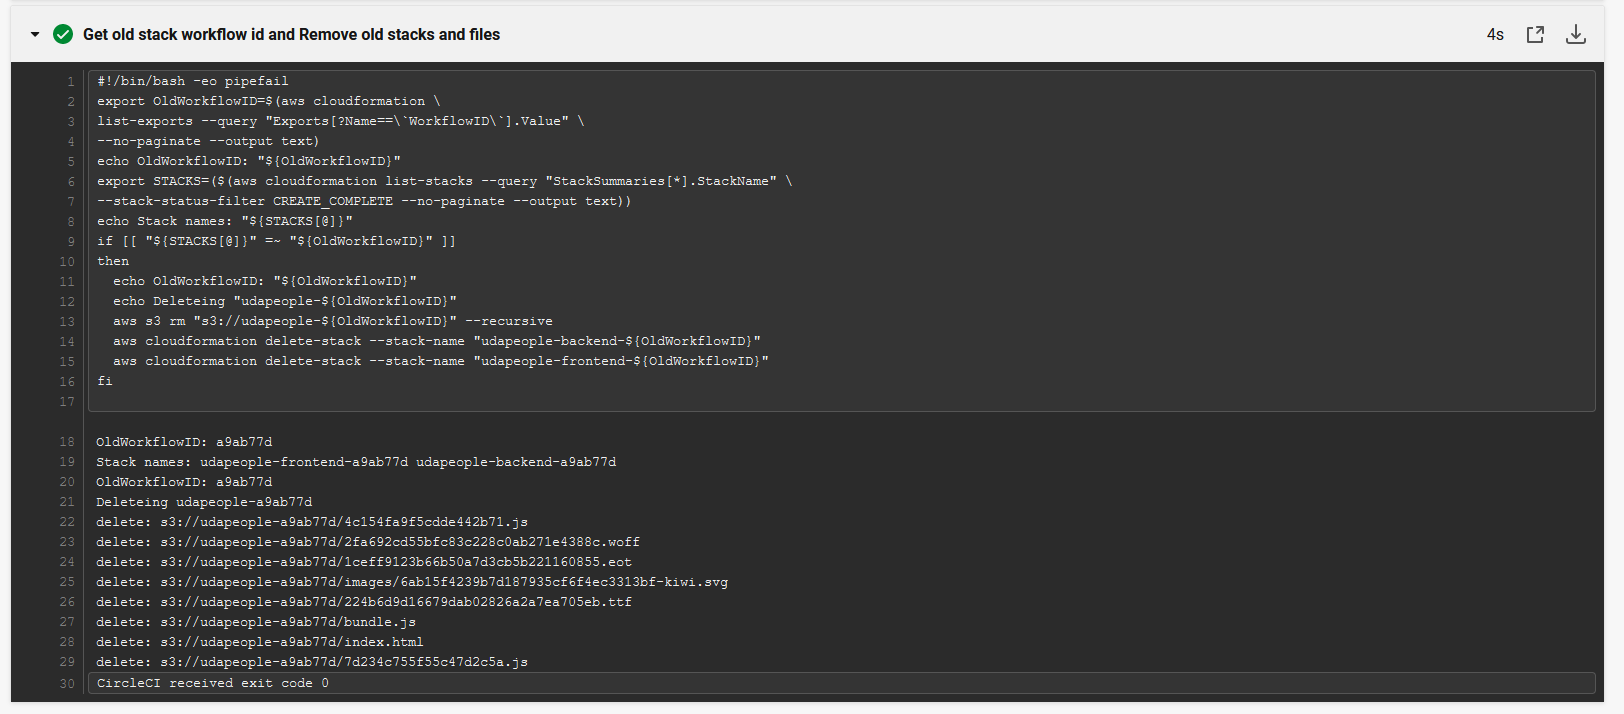 Get old stack workflow id and Remove old stacks and files
4s
1 #!/bin/bash -eo pipefail
2 export OldWorkflowID=$(aws cloudformation \
3 list-exports --query "Exports[?Name==\`WorkflowID\`].Value" \
4 --no-paginate --output text)
5 echo OldWorkflowID: "${OldWorkflowID}"
6 export STACKS=($(aws cloudformation list-stacks --query "StackSummaries[*].StackName" \
7 --stack-status-filter CREATE_COMPLETE --no-paginate --output text))
8 echo Stack names: "${STACKS[@]}"
9 if [[ "${STACKS[@]}" =~ "${OldWorkflowID}" ]]
10 then
11   echo OldWorkflowID: "${OldWorkflowID}"
12   echo Deleteing "udapeople-${OldWorkflowID}"
13   aws s3 rm "s3://udapeople-${OldWorkflowID}" --recursive
14   aws cloudformation delete-stack --stack-name "udapeople-backend-${OldWorkflowID}"
15   aws cloudformation delete-stack --stack-name "udapeople-frontend-${OldWorkflowID}"
16 fi
17
18 OldWorkflowID: a9ab77d
19 Stack names: udapeople-frontend-a9ab77d udapeople-backend-a9ab77d
20 OldWorkflowID: a9ab77d
21 Deleteing udapeople-a9ab77d
22 delete: s3://udapeople-a9ab77d/4c154fa9f5cdde442b71.js
23 delete: s3://udapeople-a9ab77d/2fa692cd55bfc83c228c0ab271e4388c.woff
24 delete: s3://udapeople-a9ab77d/1ceff9123b66b50a7d3cb5b221160855.eot
25 delete: s3://udapeople-a9ab77d/images/6ab15f4239b7d187935cf6f4ec3313bf-kiwi.svg
26 delete: s3://udapeople-a9ab77d/224b6d9d16679dab02826a2a7ea705eb.ttf
27 delete: s3://udapeople-a9ab77d/bundle.js
28 delete: s3://udapeople-a9ab77d/index.html
29 delete: s3://udapeople-a9ab77d/7d234c755f55c47d2c5a.js
30 CircleCI received exit code 0